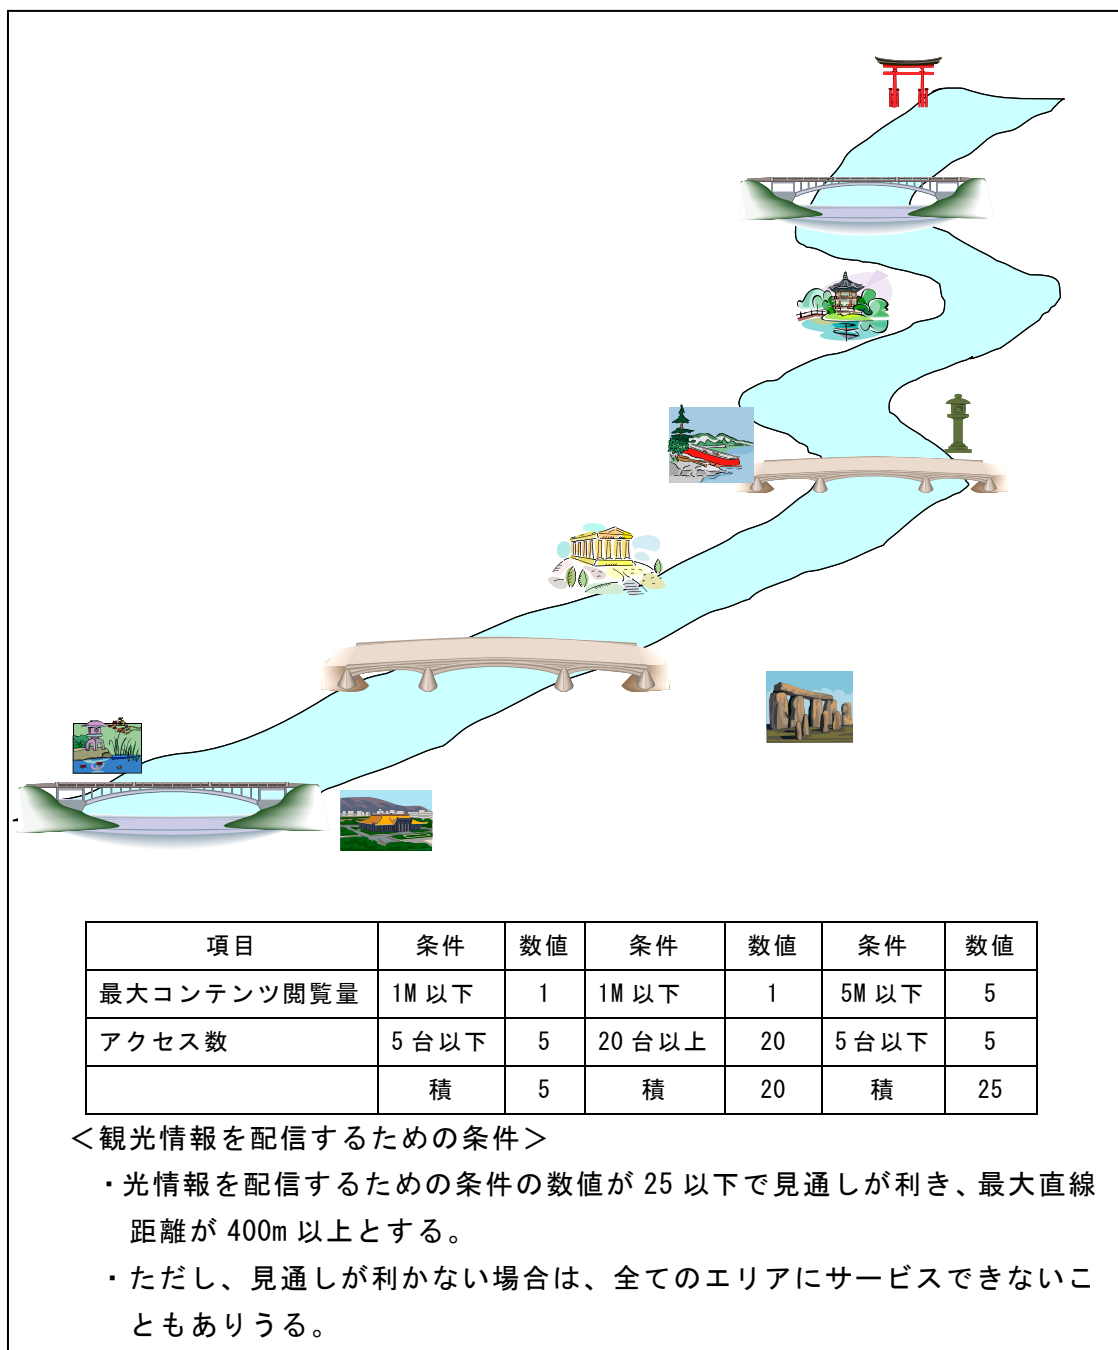 項目 条件 数値 条件 数値 条件 数値
最大コンテンツ閲覧量 1M 以下 1 1M 以下 1 5M 以下 5
アクセス数 5 台以下 5 20 台以上 20 5 台以下 5
積 5 積 20 積 25
＜観光情報を配信するための条件＞
・光情報を配信するための条件の数値が 25 以下で見通しが利き、最大直線
距離が 400m 以上とする。
・ただし、見通しが利かない場合は、全てのエリアにサービスできないこ
ともありうる。